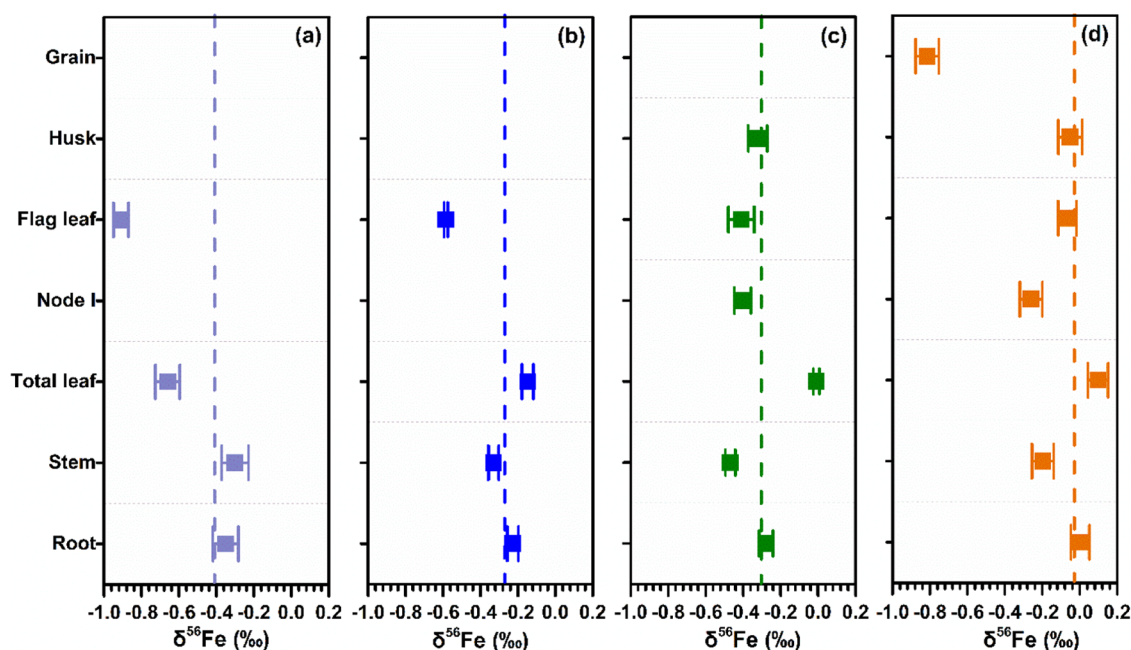 (a) (b) (c) (d)
Grain
Husk
Flag leaf
Node I
Total leaf
Stem
Root
-1.0 -0.8 -0.6 -0.4 -0.2 0.0 0.2 -1.0 -0.8 -0.6 -0.4 -0.2 0.0 0.2 -1.0 -0.8 -0.6 -0.4 -0.2 0.0 0.2 -1.0 -0.8 -0.6 -0.4 -0.2 0.0 0.2
δ⁵⁶Fe (‰) δ⁵⁶Fe (‰) δ⁵⁶Fe (‰) δ⁵⁶Fe (‰)